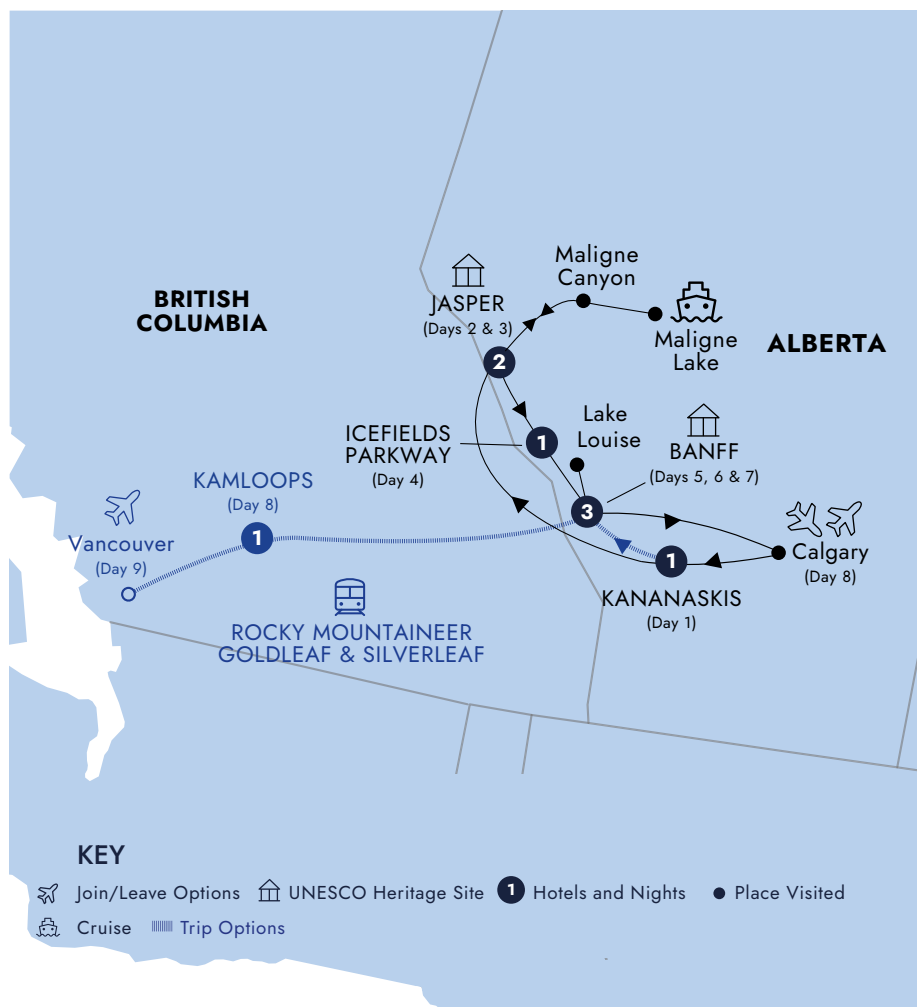 BRITISH
COLUMBIA
JASPER
(Days 2 & 3)
2
Maligne
Canyon
Maligne
Lake
ALBERTA
ICEFIELDS
PARKWAY
(Day 4)
1
Lake
Louise
BANFF
(Days 5, 6 & 7)
3
KAMLOOPS
(Day 8)
1
Vancouver
(Day 9)
Calgary
(Day 8)
1
KANANASKIS
(Day 1)
ROCKY MOUNTAINEER
GOLDLEAF & SILVERLEAF
KEY
Join/Leave Options UNESCO Heritage Site 1 Hotels and Nights Place Visited
Cruise Trip Options